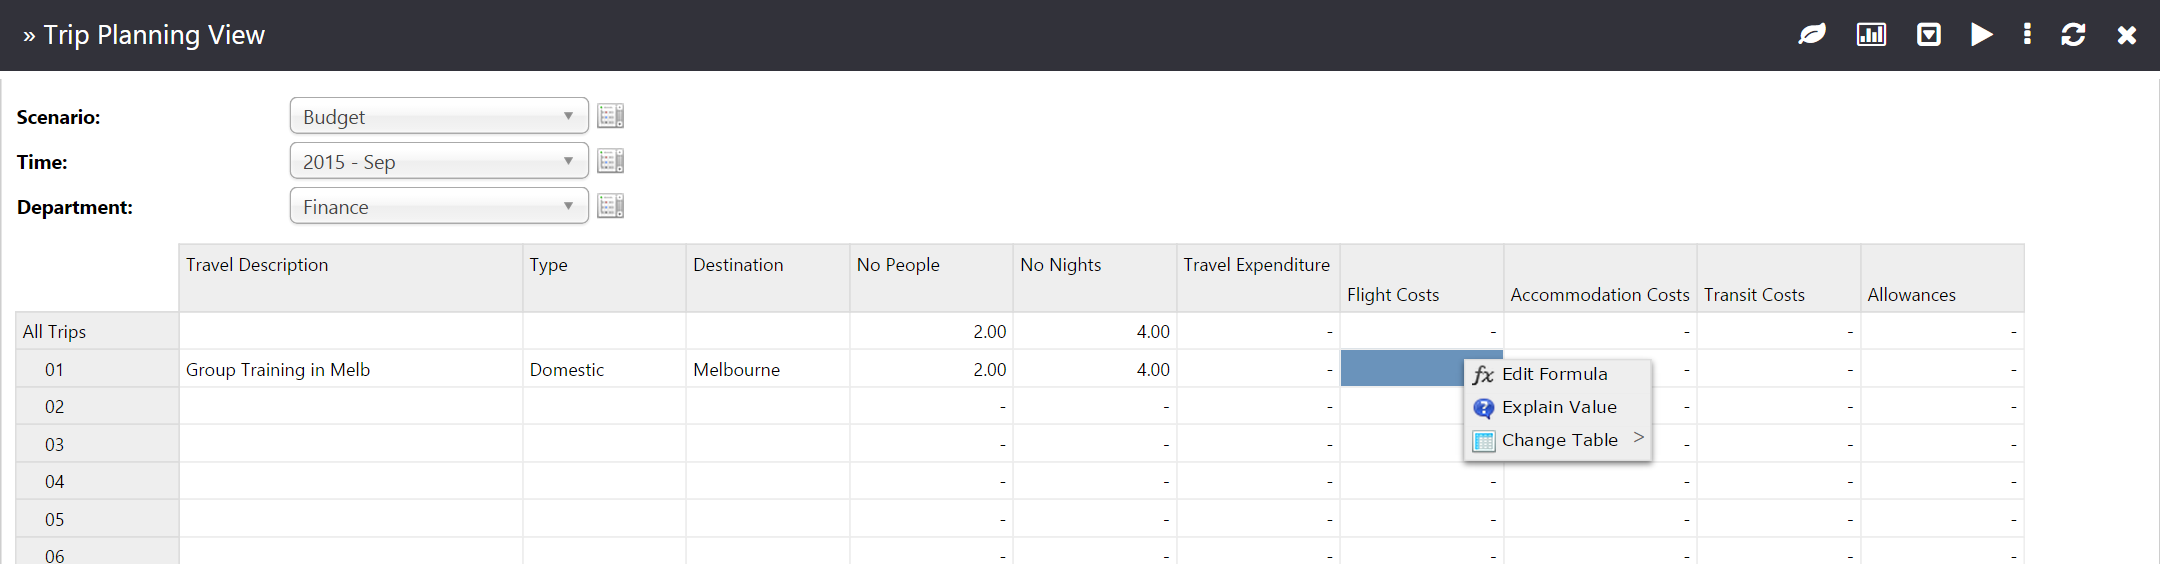 » Trip Planning View
Scenario: Budget
Time: 2015 - Sep
Department: Finance
Travel Description Type Destination No People No Nights Travel Expenditure
Flight Costs Accommodation Costs Transit Costs Allowances
All Trips 2.00 4.00 - - - - -
01 Group Training in Melb Domestic Melbourne 2.00 4.00 - - - -
fx Edit Formula
02 - - - - - -
? Explain Value
03 - - - - - -
Change Table >
04 - - - - - - -
05 - - - - - - -
06 - - - - - - -